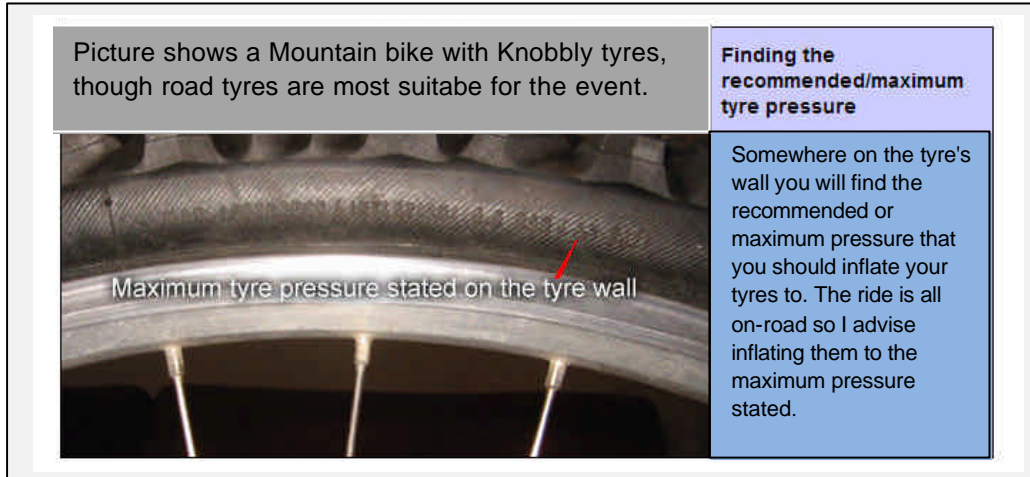 Picture shows a Mountain bike with Knobbly tyres,
though road tyres are most suitabe for the event.
Finding the
recommended/maximum
tyre pressure
Maximum tyre pressure stated on the tyre wall
Somewhere on the tyre's
wall you will find the
recommended or
maximum pressure that
you should inflate your
tyres to. The ride is all
on-road so I advise
inflating them to the
maximum pressure
stated.